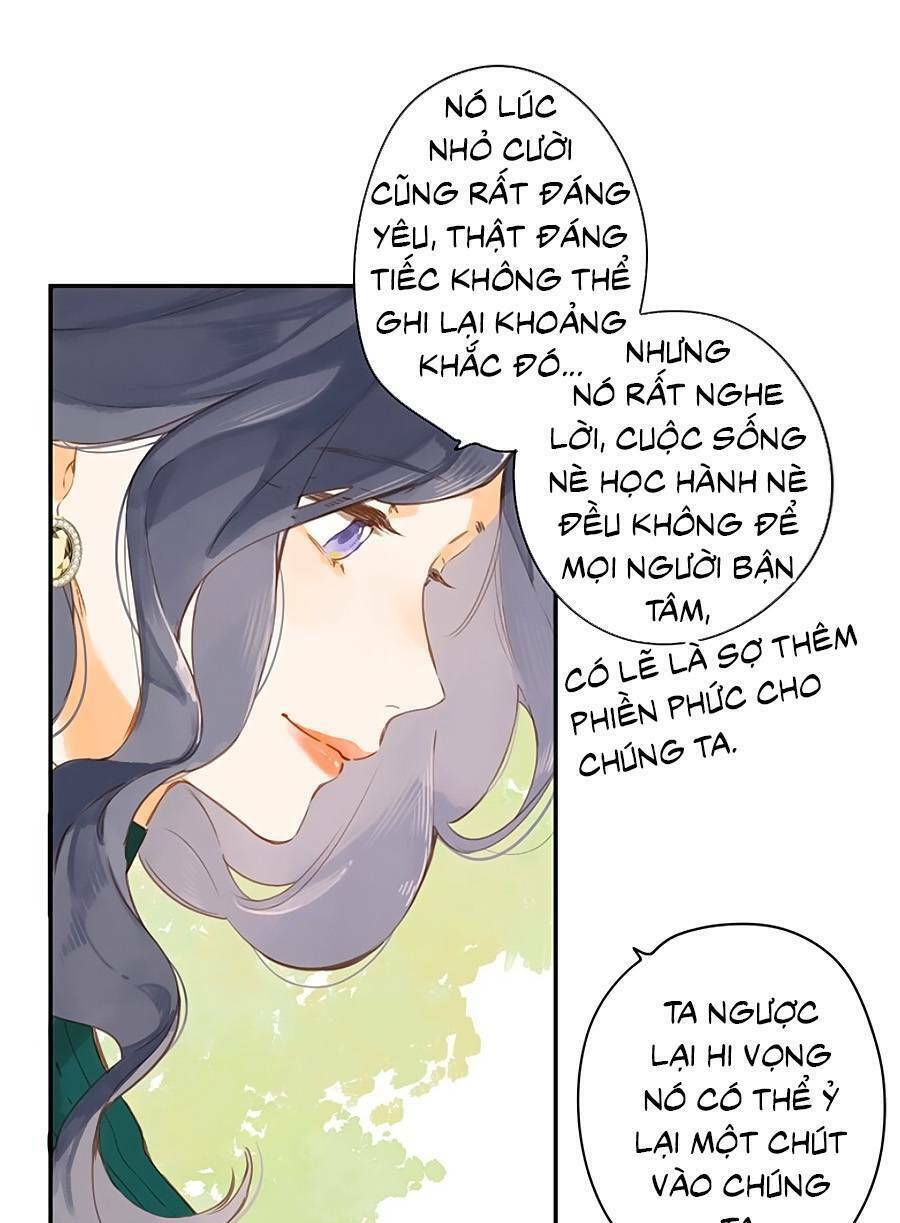 NÓ LÚC
NHỎ CƯỜI
CŨNG RẤT ĐÁNG
YÊU, THẬT ĐÁNG
TIẾC KHÔNG THỂ
GHI LẠI KHOẢNG
KHẮC ĐÓ...
NHƯNG
NÓ RẤT NGHE
LỜI, CUỘC SỐNG
NÈ HỌC HÀNH NÈ
ĐỀU KHÔNG ĐỂ
MỌI NGƯỜI BẬN
TÂM,
CÓ LẼ LÀ SỢ THÊM
PHIỀN PHỨC CHO
CHÚNG TA.
TA NGƯỢC
LẠI HI VỌNG
NÓ CÓ THỂ Ỷ
LẠI MỘT CHÚT
VÀO CHÚNG
TA